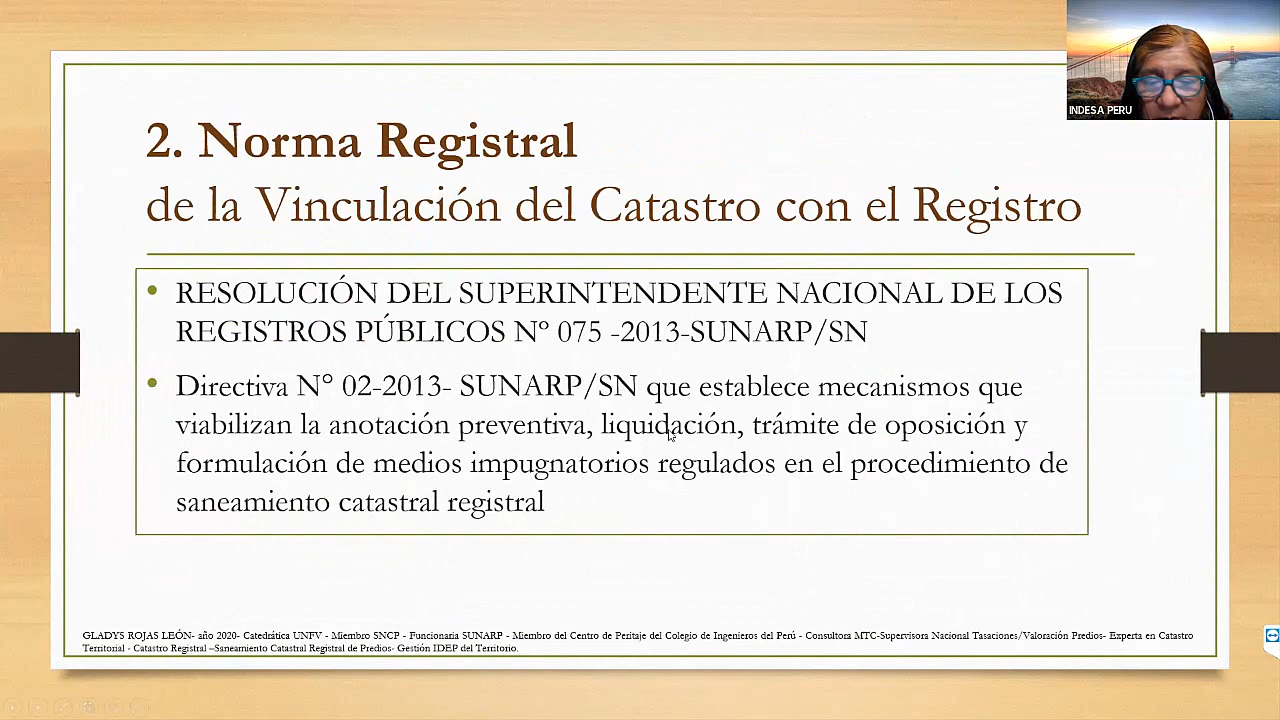 INDESA PERU
2. Norma Registral
de la Vinculación del Catastro con el Registro
• RESOLUCIÓN DEL SUPERINTENDENTE NACIONAL DE LOS
REGISTROS PÚBLICOS Nº 075 -2013-SUNARP/SN
• Directiva N° 02-2013- SUNARP/SN que establece mecanismos que
viabilizan la anotación preventiva, liquidación, trámite de oposición y
formulación de medios impugnatorios regulados en el procedimiento de
saneamiento catastral registral
GLADYS ROJAS LEÓN- año 2020- Catedrática UNFV - Miembro SNCP - Funcionaria SUNARP - Miembro del Centro de Peritaje del Colegio de Ingenieros del Perú - Consultora MTC-Supervisora Nacional Tasaciones/Valoración Predios- Experta en Catastro
Territorial - Catastro Registral –Saneamiento Catastral Registral de Predios- Gestión IDEP del Territorio.